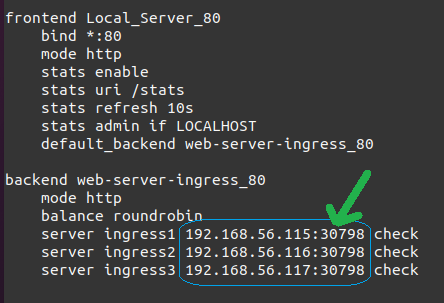 frontend Local_Server_80
    bind *:80
    mode http
    stats enable
    stats uri /stats
    stats refresh 10s
    stats admin if LOCALHOST
    default_backend web-server-ingress_80

backend web-server-ingress_80
    mode http
    balance roundrobin
    server ingress1 192.168.56.115:30798 check
    server ingress2 192.168.56.116:30798 check
    server ingress3 192.168.56.117:30798 check